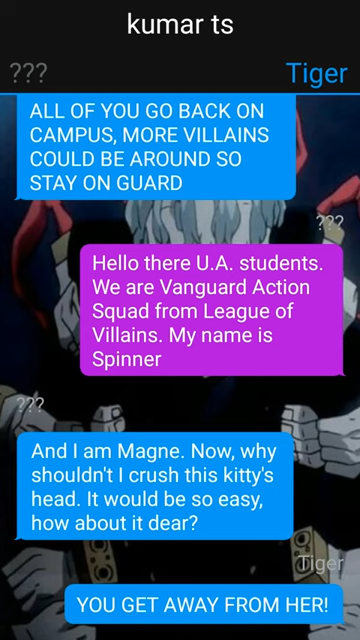 kumar ts
??? Tiger
ALL OF YOU GO BACK ON
CAMPUS, MORE VILLAINS
COULD BE AROUND SO
STAY ON GUARD
???
Hello there U.A. students.
We are Vanguard Action
Squad from League of
Villains. My name is
Spinner
???
And I am Magne. Now, why
shouldn't I crush this kitty's
head. It would be so easy,
how about it dear?
Tiger
YOU GET AWAY FROM HER!